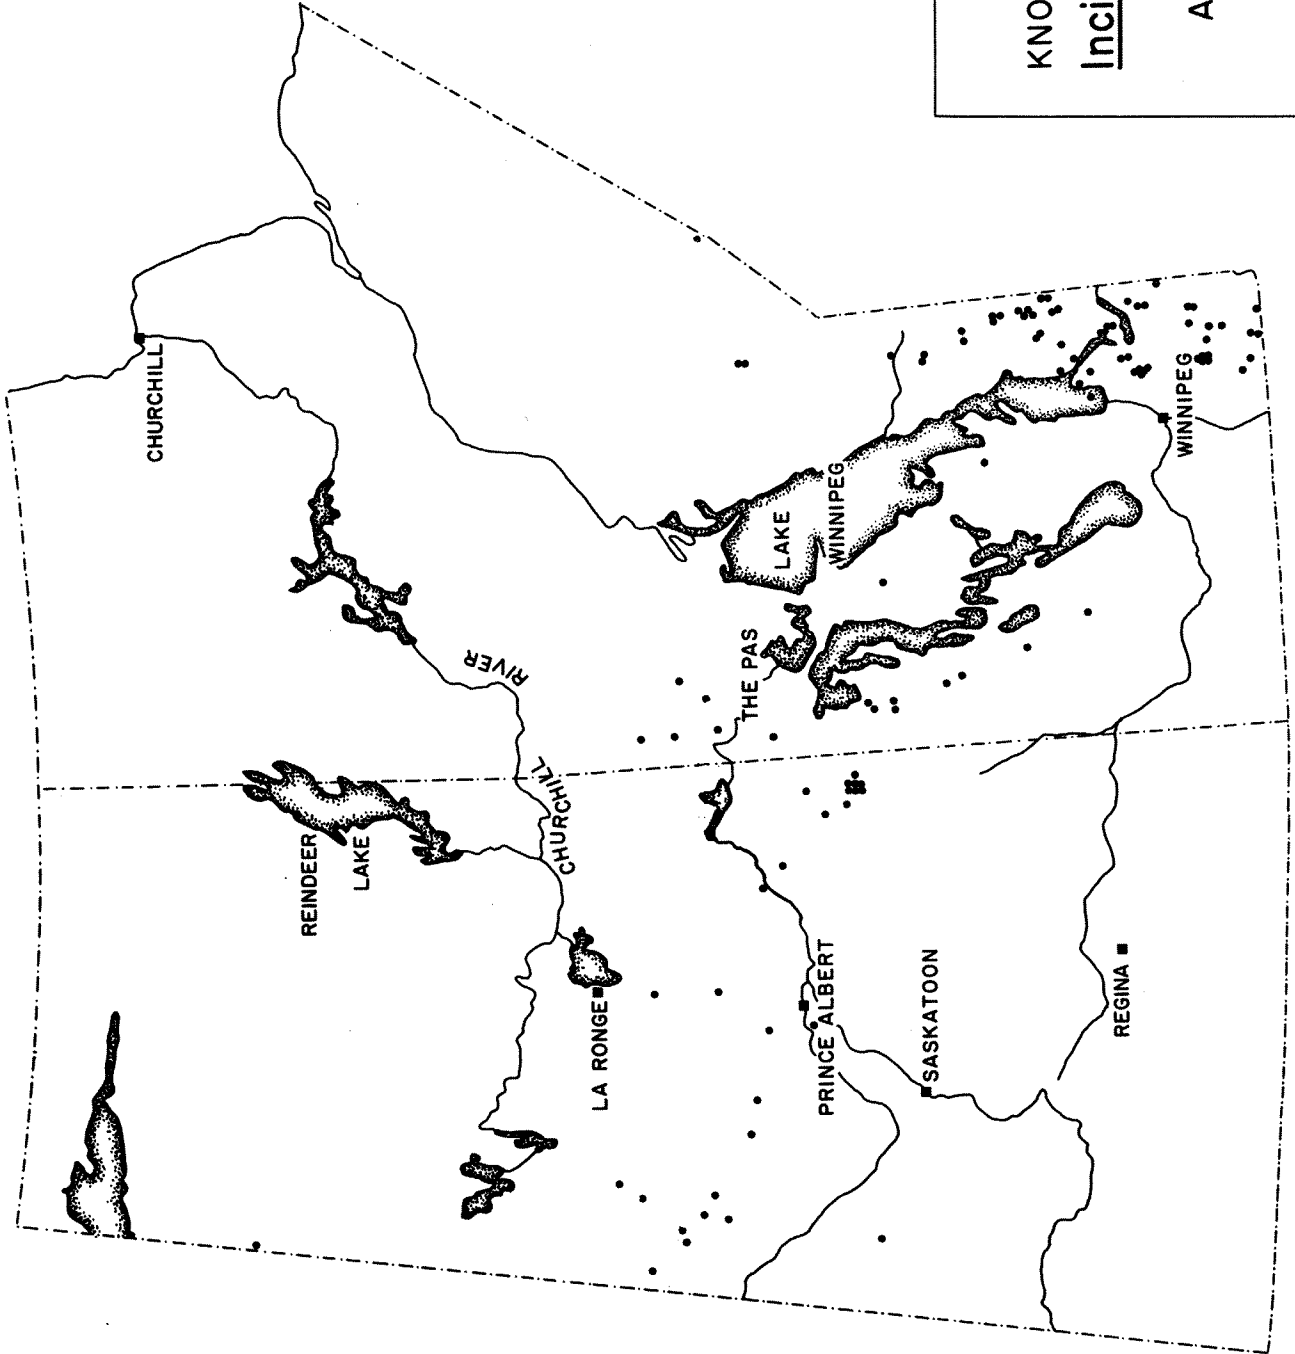 CHURCHILL
REINDEER
LAKE
CHURCHILL
RIVER
LA RONGE
THE PAS
LAKE
WINNIPEG
PRINCE ALBERT
SASKATOON
REGINA
WINNIPEG
KNO
Inci
A